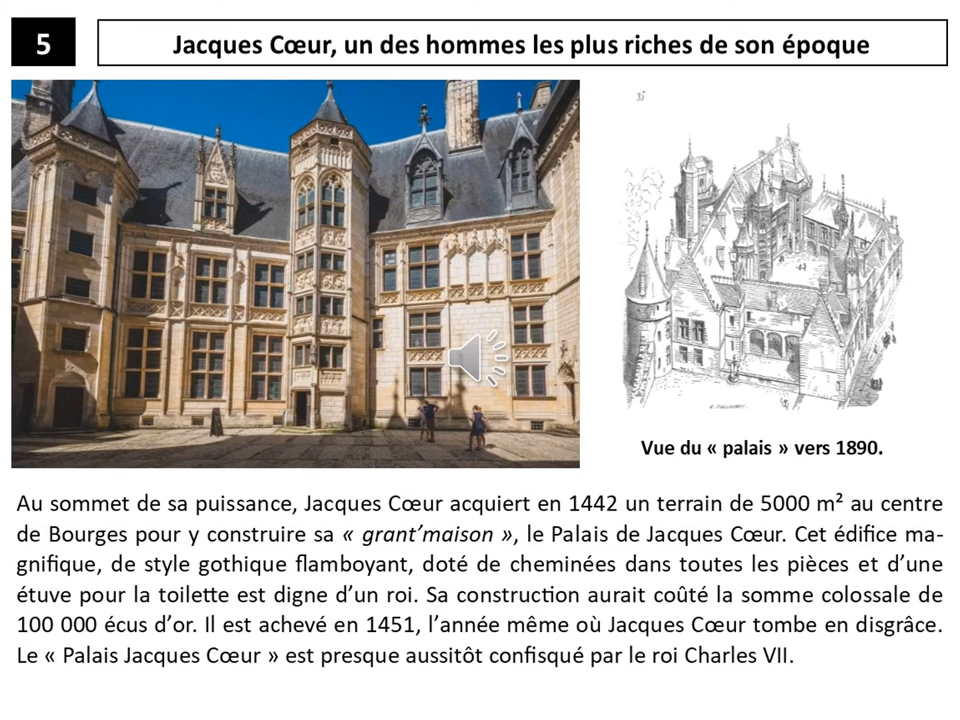 5
Jacques Cœur, un des hommes les plus riches de son époque
Vue du « palais » vers 1890.
Au sommet de sa puissance, Jacques Cœur acquiert en 1442 un terrain de 5000 m² au centre
de Bourges pour y construire sa « grant’maison », le Palais de Jacques Cœur. Cet édifice ma-
gnifique, de style gothique flamboyant, doté de cheminées dans toutes les pièces et d’une
étuve pour la toilette est digne d’un roi. Sa construction aurait coûté la somme colossale de
100 000 écus d’or. Il est achevé en 1451, l’année même où Jacques Cœur tombe en disgrâce.
Le « Palais Jacques Cœur » est presque aussitôt confisqué par le roi Charles VII.